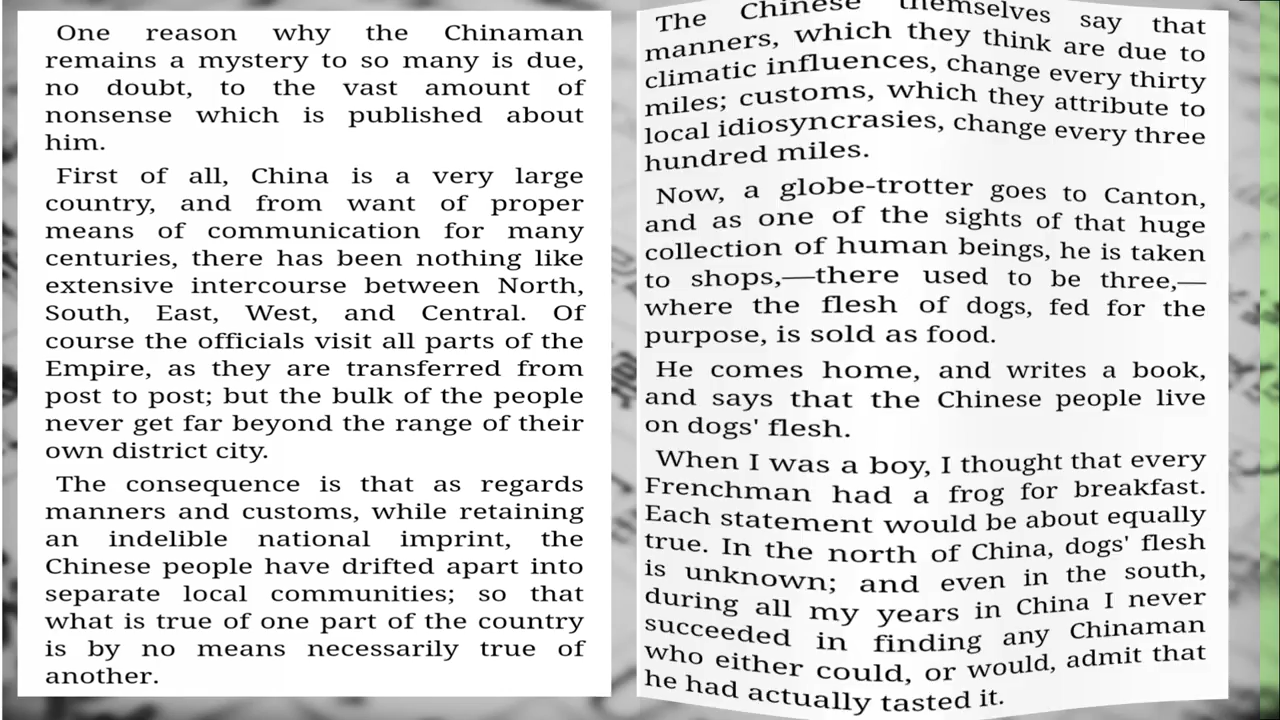 One reason why the Chinaman
remains a mystery to so many is due,
no doubt, to the vast amount of
nonsense which is published about
him.
First of all, China is a very large
country, and from want of proper
means of communication for many
centuries, there has been nothing like
extensive intercourse between North,
South, East, West, and Central. Of
course the officials visit all parts of the
Empire, as they are transferred from
post to post; but the bulk of the people
never get far beyond the range of their
own district city.
The consequence is that as regards
manners and customs, while retaining
an indelible national imprint, the
Chinese people have drifted apart into
separate local communities; so that
what is true of one part of the country
is by no means necessarily true of
another.
The Chinese themselves say that
manners, which they think are due to
climatic influences, change every thirty
miles; customs, which they attribute to
local idiosyncrasies, change every three
hundred miles.
Now, a globe-trotter goes to Canton,
and as one of the sights of that huge
collection of human beings, he is taken
to shops,—there used to be three,—
where the flesh of dogs, fed for the
purpose, is sold as food.
He comes home, and writes a book,
and says that the Chinese people live
on dogs' flesh.
When I was a boy, I thought that every
Frenchman had a frog for breakfast.
Each statement would be about equally
true. In the north of China, dogs' flesh
is unknown; and even in the south,
during all my years in China I never
succeeded in finding any Chinaman
who either could, or would, admit that
he had actually tasted it.